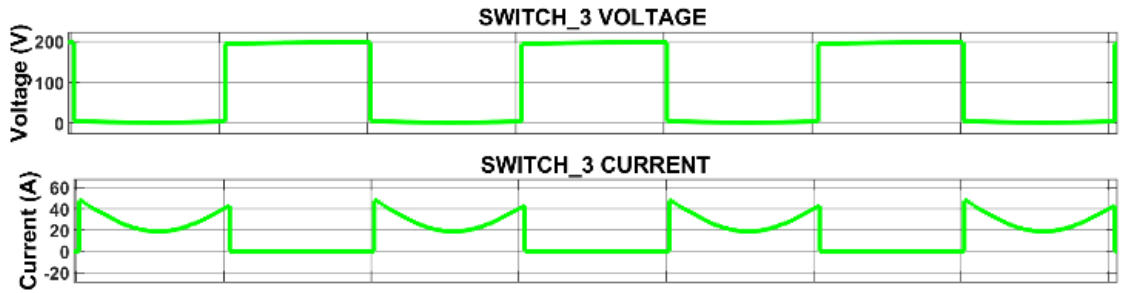 SWITCH_3 VOLTAGE
Voltage (V)
200
100
0
SWITCH_3 CURRENT
Current (A)
60
40
20
0
-20